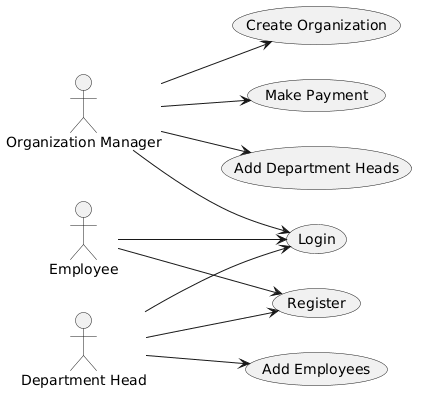 Create Organization
Make Payment
Organization Manager
Add Department Heads
Login
Employee
Register
Add Employees
Department Head